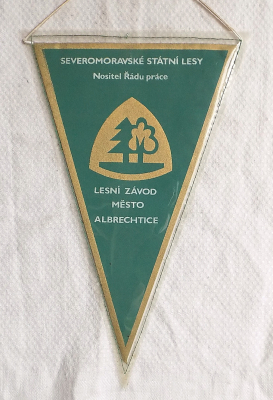 SEVEROMORAVSKÉ STÁTNÍ LESY
Nositel Řádu práce
LESNÍ ZÁVOD
MĚSTO
ALBRECHTICE